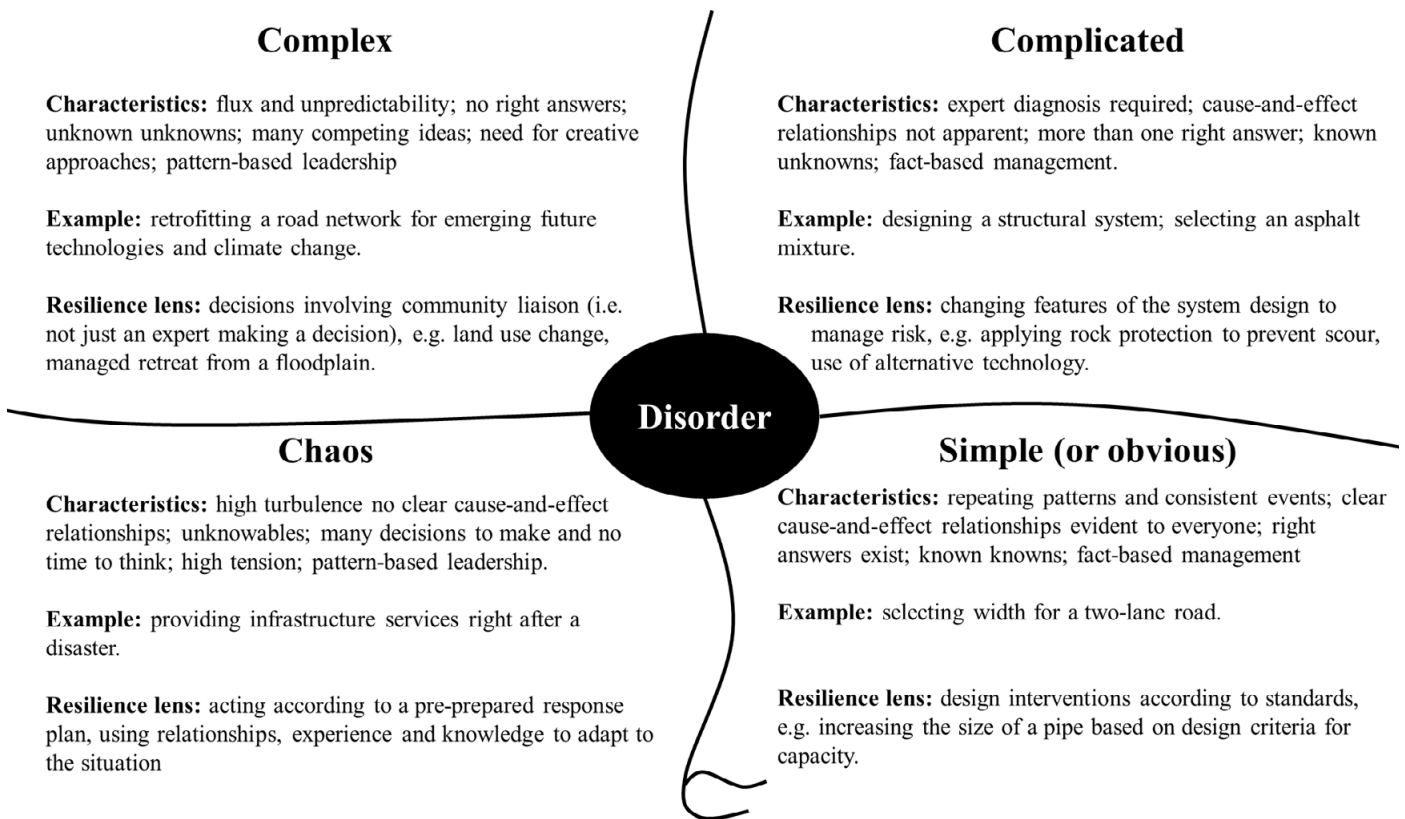 Complex
Characteristics: flux and unpredictability; no right answers;
unknown unknowns; many competing ideas; need for creative
approaches; pattern-based leadership
Example: retrofitting a road network for emerging future
technologies and climate change.
Resilience lens: decisions involving community liaison (i.e.
not just an expert making a decision), e.g. land use change,
managed retreat from a floodplain.
Complicated
Characteristics: expert diagnosis required; cause-and-effect
relationships not apparent; more than one right answer; known
unknowns; fact-based management.
Example: designing a structural system; selecting an asphalt
mixture.
Resilience lens: changing features of the system design to
manage risk, e.g. applying rock protection to prevent scour,
use of alternative technology.
Disorder
Chaos
Characteristics: high turbulence no clear cause-and-effect
relationships; unknowables; many decisions to make and no
time to think; high tension; pattern-based leadership.
Example: providing infrastructure services right after a
disaster.
Resilience lens: acting according to a pre-prepared response
plan, using relationships, experience and knowledge to adapt to
the situation
Simple (or obvious)
Characteristics: repeating patterns and consistent events; clear
cause-and-effect relationships evident to everyone; right
answers exist; known knowns; fact-based management
Example: selecting width for a two-lane road.
Resilience lens: design interventions according to standards,
e.g. increasing the size of a pipe based on design criteria for
capacity.